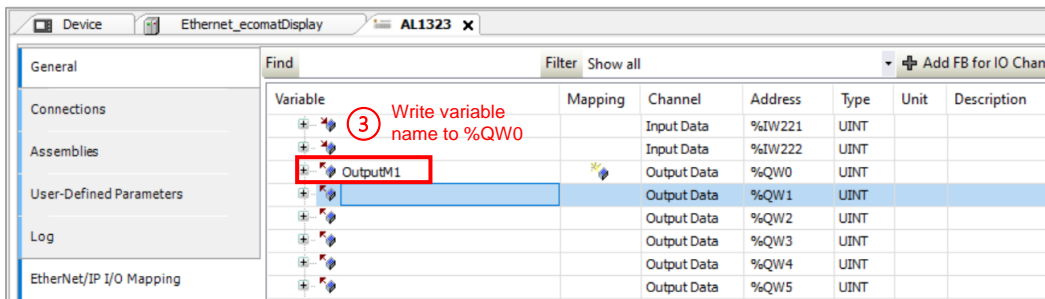 Device Ethernet_ecomatDisplay AL1323 X
General
Connections
Assemblies
User-Defined Parameters
Log
EtherNet/IP I/O Mapping
Find Filter Show all Add FB for IO Chan
Variable Mapping Channel Address Type Unit Description
3 Write variable
name to %QW0
Input Data %IW221 UINT
Input Data %IW222 UINT
OutputM1 Output Data %QW0 UINT
Output Data %QW1 UINT
Output Data %QW2 UINT
Output Data %QW3 UINT
Output Data %QW4 UINT
Output Data %QW5 UINT